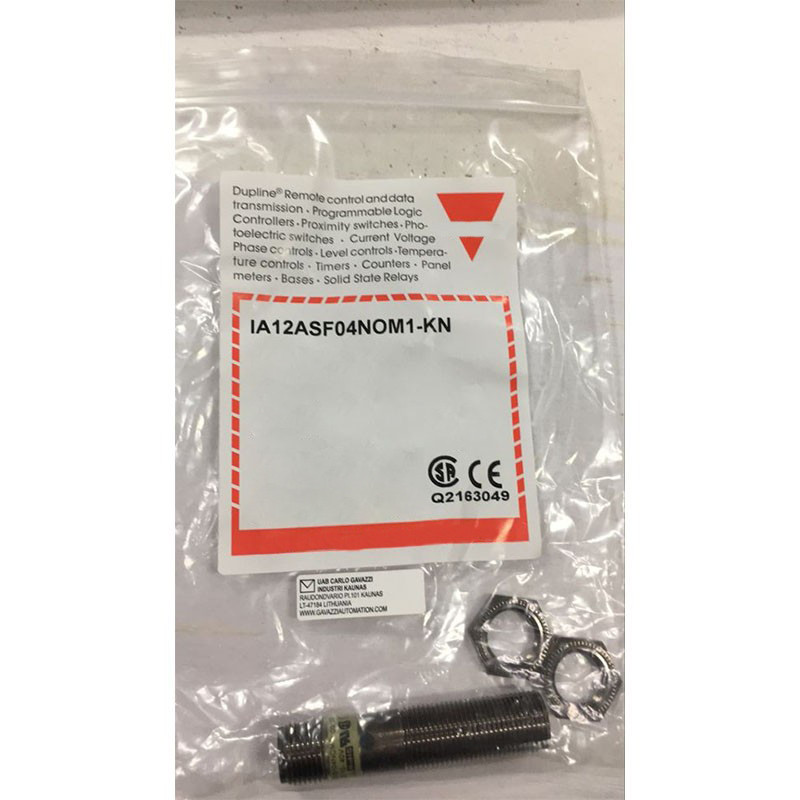 Dupline® Remote control and data
transmission • Programmable Logic
Controllers • Proximity switches • Pho-
toelectric switches • Current Voltage
Phase controls • Level controls •Tempera-
ture controls • Timers • Counters • Panel
meters • Bases • Solid State Relays
IA12ASF04NOM1-KN
SA CE
Q2163049
UAB CARLO GAVAZZI
INDUSTRI KAUNAS
RAUDONDVARIO Pl.101 KAUNAS
LT-47184 LITHUANIA
WWW.GAVAZZIAUTOMATION.COM